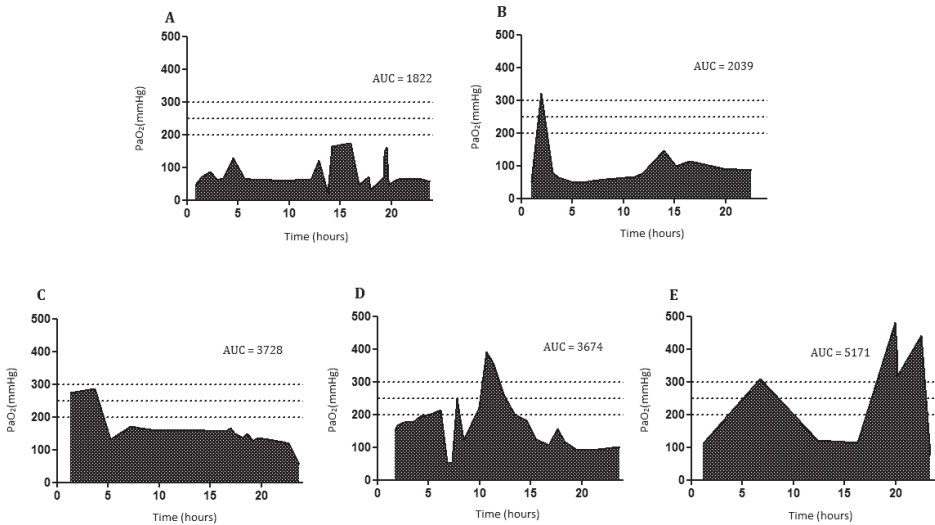 A
500
400
300
200
100
0
PaO₂(mmHg)
AUC = 1822
0 5 10 15 20
Time (hours)
B
500
400
300
200
100
0
PaO₂(mmHg)
AUC = 2039
0 5 10 15 20
Time (hours)
C
500
400
300
200
100
0
PaO₂(mmHg)
AUC = 3728
0 5 10 15 20
Time (hours)
D
500
400
300
200
100
0
PaO₂(mmHg)
AUC = 3674
0 5 10 15 20
Time (hours)
E
500
400
300
200
100
0
PaO₂(mmHg)
AUC = 5171
0 5 10 15 20
Time (hours)